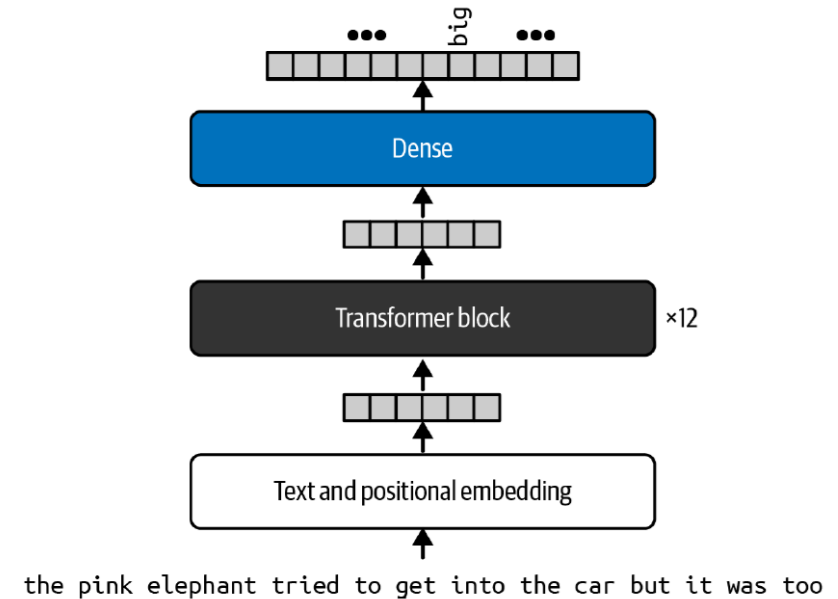 big
Dense
Transformer block
×12
Text and positional embedding
the pink elephant tried to get into the car but it was too